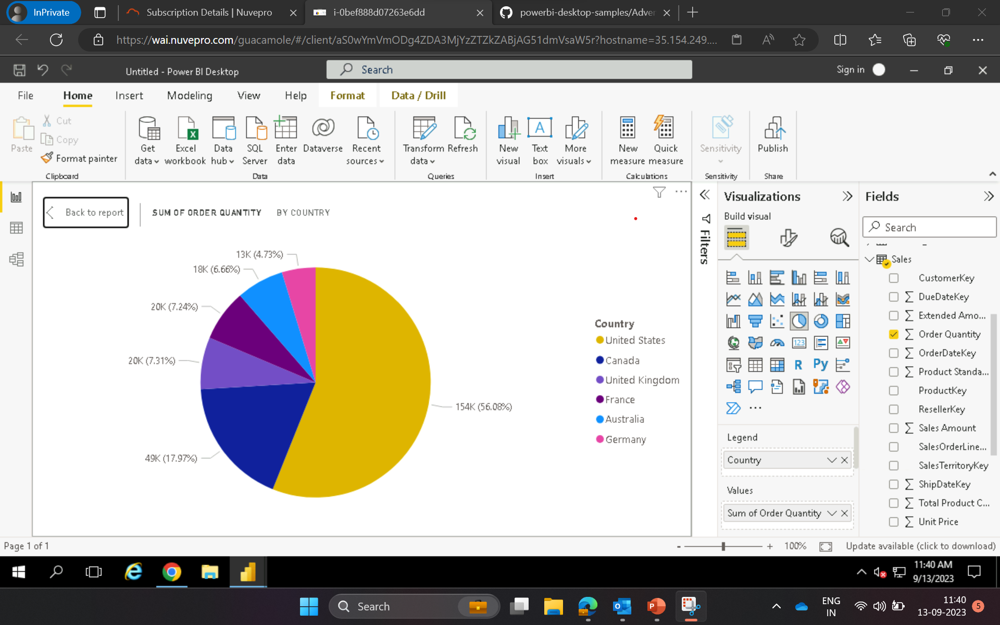 InPrivate
Subscription Details | Nuvepro
i-0bef888d07263e6dd
powerbi-desktop-samples/Adver
https://wai.nuvepro.com/guacamole/#/client/aS0wYmVmODg4ZDA3MjYzZTZkZABjAG51dmVsaW5r?hostname=35.154.249....
Untitled - Power BI Desktop
Search
Sign in
File Home Insert Modeling View Help Format Data / Drill
Paste
Cut
Copy
Format painter
Clipboard
Get data
Excel workbook
Data hub
SQL Server
Enter data
Dataverse
Recent sources
Data
Transform data
Refresh
Queries
New visual
Text box
More visuals
Insert
New measure
Quick measure
Calculations
Sensitivity
Sensitivity
Publish
Share
Back to report
SUM OF ORDER QUANTITY BY COUNTRY
13K (4.73%)
18K (6.66%)
20K (7.24%)
20K (7.31%)
154K (56.08%)
49K (17.97%)
Country
United States
Canada
United Kingdom
France
Australia
Germany
Filters
Visualizations
Build visual
123
R
Py
Legend
Country
Values
Sum of Order Quantity
Fields
Search
Sales
CustomerKey
DueDateKey
Extended Amo...
Order Quantity
OrderDateKey
Product Standa...
ProductKey
ResellerKey
Sales Amount
SalesOrderLine...
SalesTerritoryKey
ShipDateKey
Total Product C...
Unit Price
Page 1 of 1
- + 100%
Update available (click to download)
11:40 AM
9/13/2023
Search
ENG
IN
11:40
13-09-2023
5